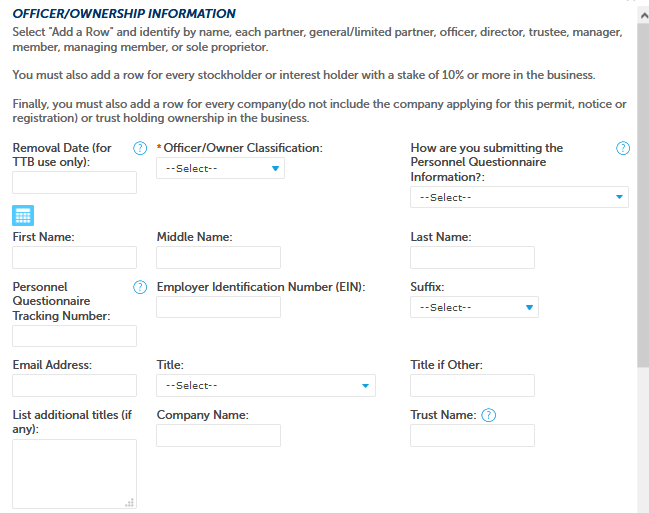 OFFICER/OWNERSHIP INFORMATION
Select "Add a Row" and identify by name, each partner, general/limited partner, officer, director, trustee, manager,
member, managing member, or sole proprietor.
You must also add a row for every stockholder or interest holder with a stake of 10% or more in the business.
Finally, you must also add a row for every company(do not include the company applying for this permit, notice or
registration) or trust holding ownership in the business.
Removal Date (for
TTB use only):
?
* Officer/Owner Classification:
--Select--
How are you submitting the
Personnel Questionnaire
Information?:
?
--Select--
First Name:
Middle Name:
Last Name:
Personnel
Questionnaire
Tracking Number:
?
Employer Identification Number (EIN):
Suffix:
--Select--
Email Address:
Title:
--Select--
Title if Other:
List additional titles (if
any):
Company Name:
Trust Name: ?